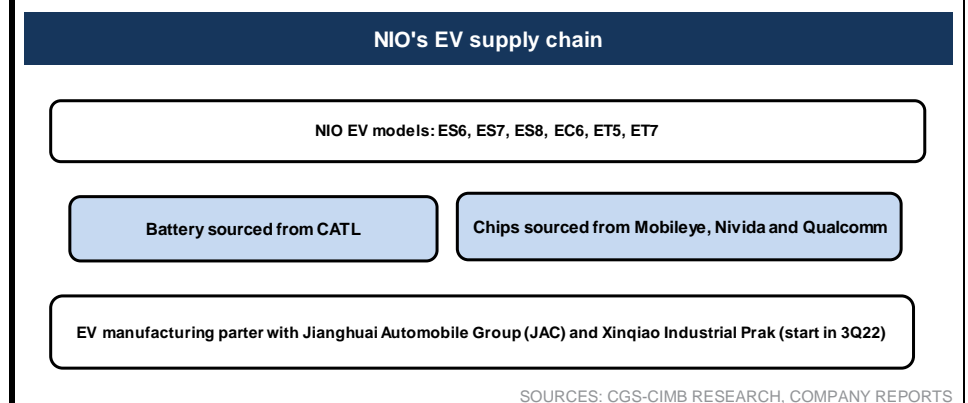 NIO's EV supply chain
NIO EV models: ES6, ES7, ES8, EC6, ET5, ET7
Battery sourced from CATL
Chips sourced from Mobileye, Nivida and Qualcomm
EV manufacturing parter with Jianghuai Automobile Group (JAC) and Xinqiao Industrial Prak (start in 3Q22)
SOURCES: CGS-CIMB RESEARCH, COMPANY REPORTS